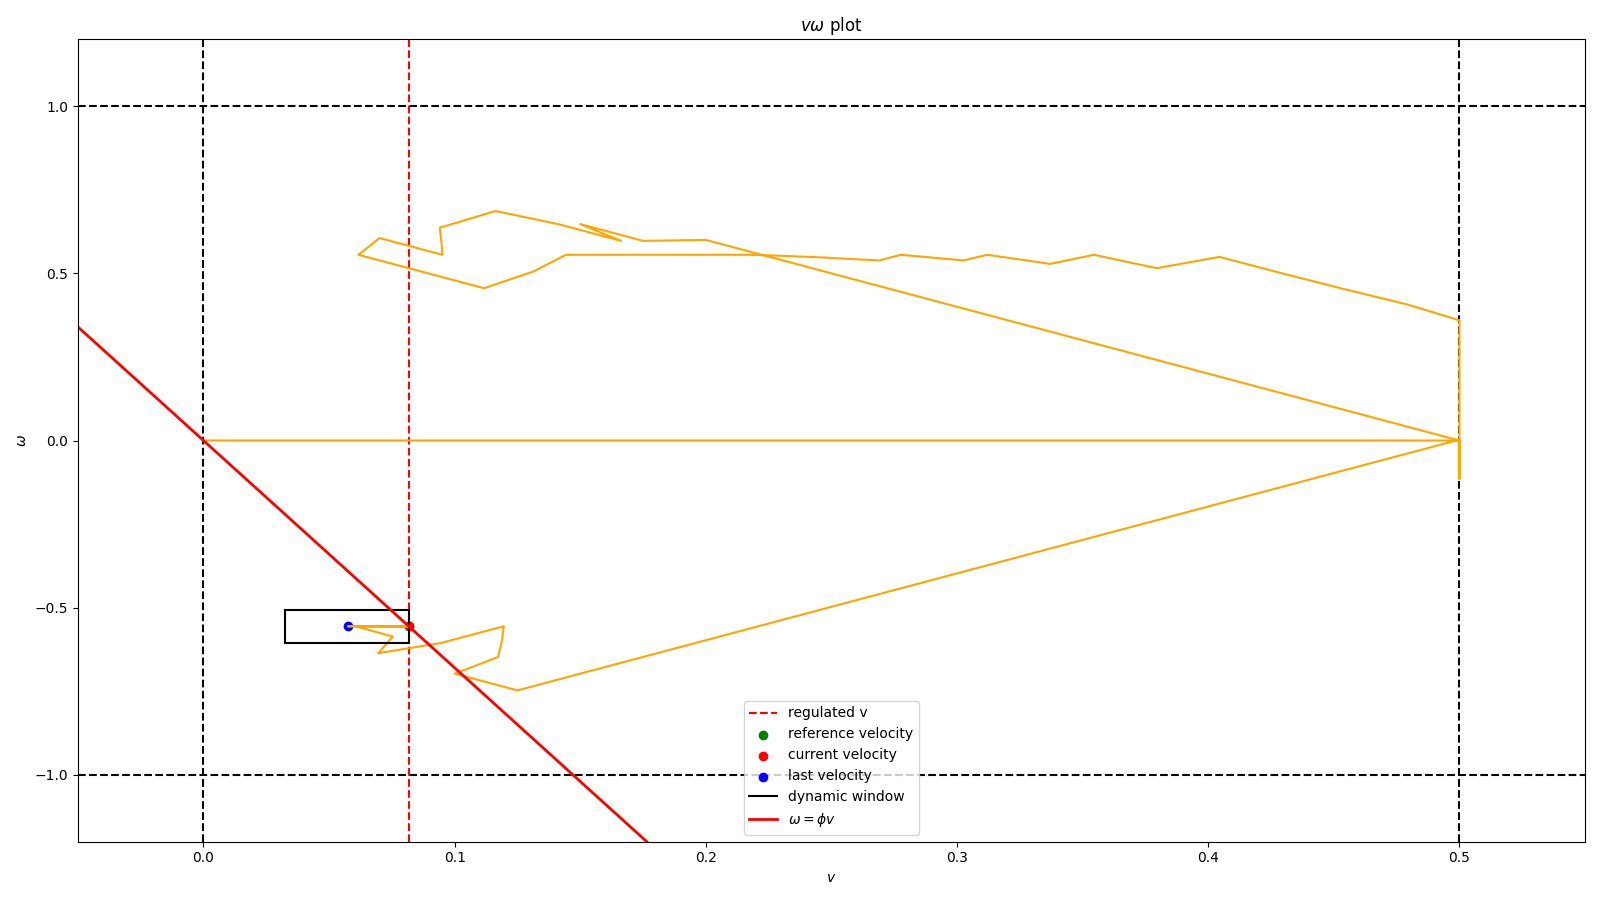 vω plot
1.0
0.5
0.0
−0.5
−1.0
ω
regulated v
reference velocity
current velocity
last velocity
dynamic window
ω = ϕv
0.0 0.1 0.2 0.3 0.4 0.5
v